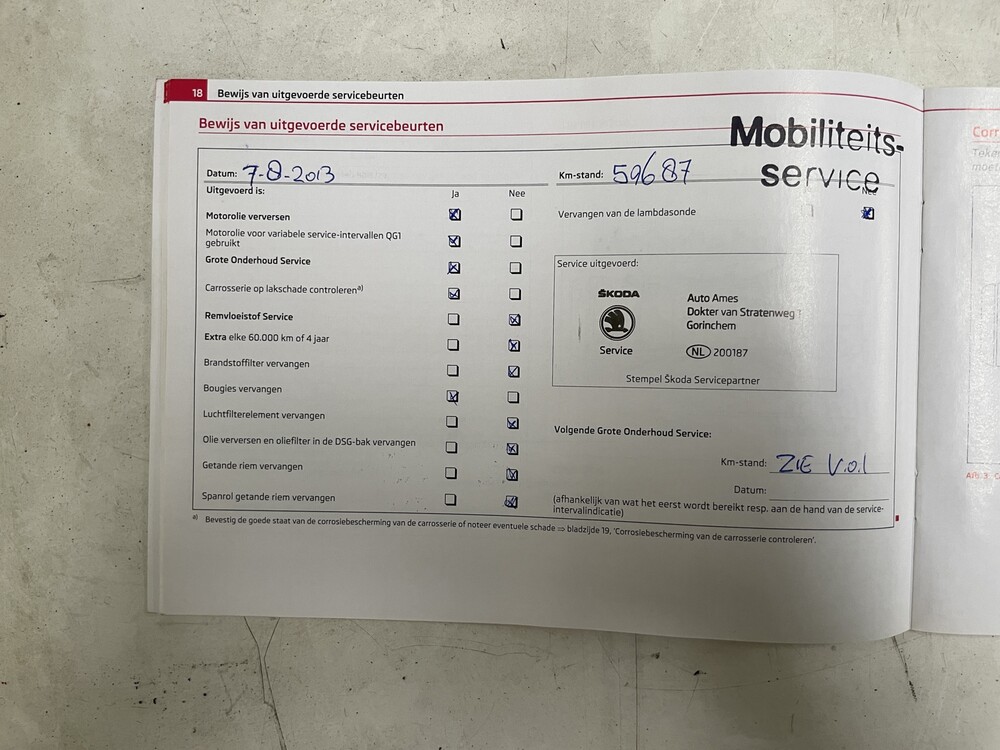 18 Bewijs van uitgevoerde servicebeurten
Bewijs van uitgevoerde servicebeurten
Mobiliteits-
service
Datum: 7-8-2013
Km-stand: 59687
Uitgevoerd is: Ja Nee
Nee
Motorolie verversen
Motorolie voor variabele service-intervallen QG1
gebruikt
Grote Onderhoud Service
Carrosserie op lakschade controleren a)
Remvloeistof Service
Extra elke 60.000 km of 4 jaar
Brandstoffilter vervangen
Bougies vervangen
Luchtfilterelement vervangen
Olie verversen en oliefilter in de DSG-bak vervangen
Getande riem vervangen
Spanrol getande riem vervangen
Vervangen van de lambdasonde
Service uitgevoerd:
ŠKODA
Service
Auto Ames
Dokter van Stratenweg
Gorinchem
NL 200187
Stempel Škoda Servicepartner
Volgende Grote Onderhoud Service:
Km-stand: ZIE V.O.L
Datum:
(afhankelijk van wat het eerst wordt bereikt resp. aan de hand van de service-
intervalindicatie)
a) Bevestig de goede staat van de corrosiebescherming van de carrosserie of noteer eventuele schade ⇒ bladzijde 19, 'Corrosiebescherming van de carrosserie controleren'.